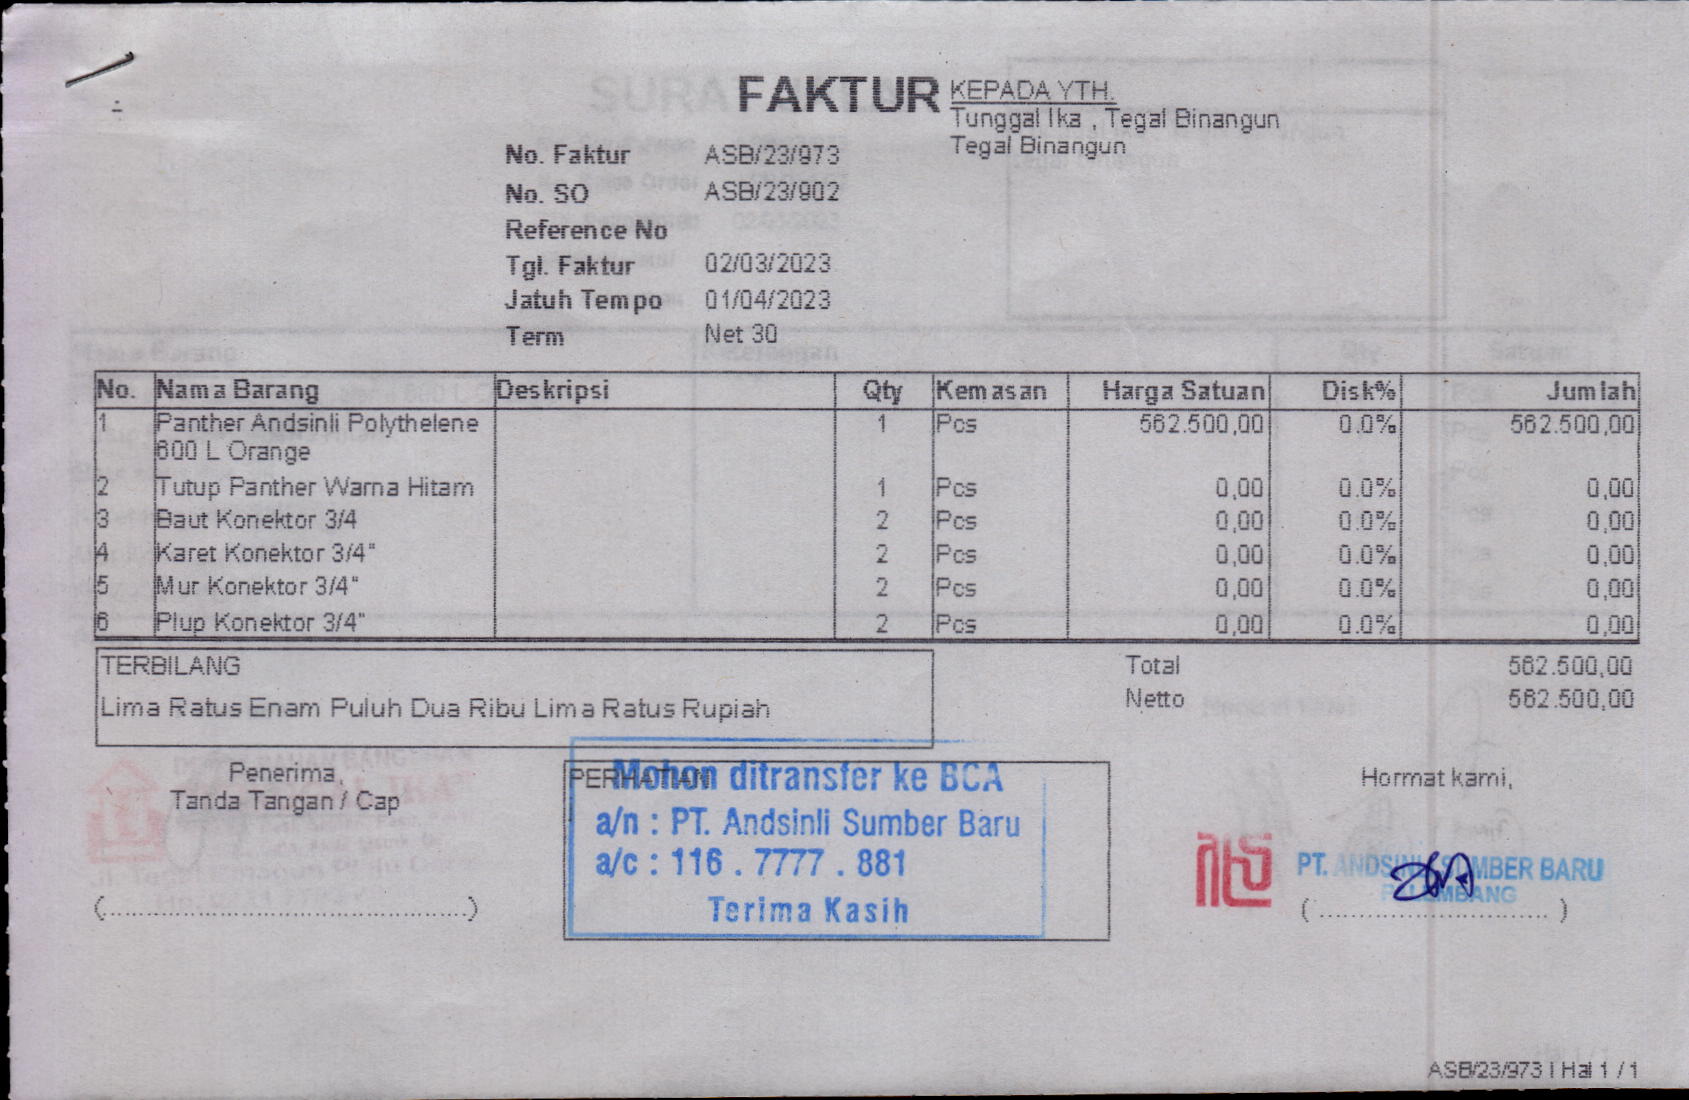 FAKTUR
KEPADA YTH.
Tunggal Ika , Tegal Binangun
Tegal Binangun
No. Faktur ASB/23/973
No. SO ASB/23/902
Reference No
Tgl. Faktur 02/03/2023
Jatuh Tempo 01/04/2023
Term Net 30
No. Nama Barang Deskripsi Qty Kemasan Harga Satuan Disk% Jumlah
1 Panther Andsinli Polythelene 1 Pcs 562.500,00 0.0% 562.500,00
600 L Orange
2 Tutup Panther Warna Hitam 1 Pcs 0,00 0.0% 0,00
3 Baut Konektor 3/4 2 Pcs 0,00 0.0% 0,00
4 Karet Konektor 3/4" 2 Pcs 0,00 0.0% 0,00
5 Mur Konektor 3/4" 2 Pcs 0,00 0.0% 0,00
6 Plup Konektor 3/4" 2 Pcs 0,00 0.0% 0,00
TERBILANG
Lima Ratus Enam Puluh Dua Ribu Lima Ratus Rupiah
Total 562.500,00
Netto 562.500,00
Penerima,
Tanda Tangan / Cap
(..............................................)
PERHATIAN
Mohon ditransfer ke BCA
a/n : PT. Andsinli Sumber Baru
a/c : 116 . 7777 . 881
Terima Kasih
Hormat kami,
PT. ANDSINLI SUMBER BARU
PALEMBANG
( ............................. )
ASB/23/973 | Hal 1 / 1